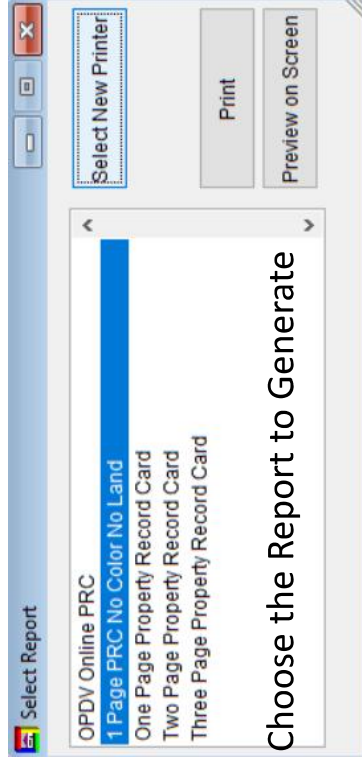 Select Report
OPDV Online PRC
1 Page PRC No Color No Land
One Page Property Record Card
Two Page Property Record Card
Three Page Property Record Card
Choose the Report to Generate
Select New Printer
Print
Preview on Screen